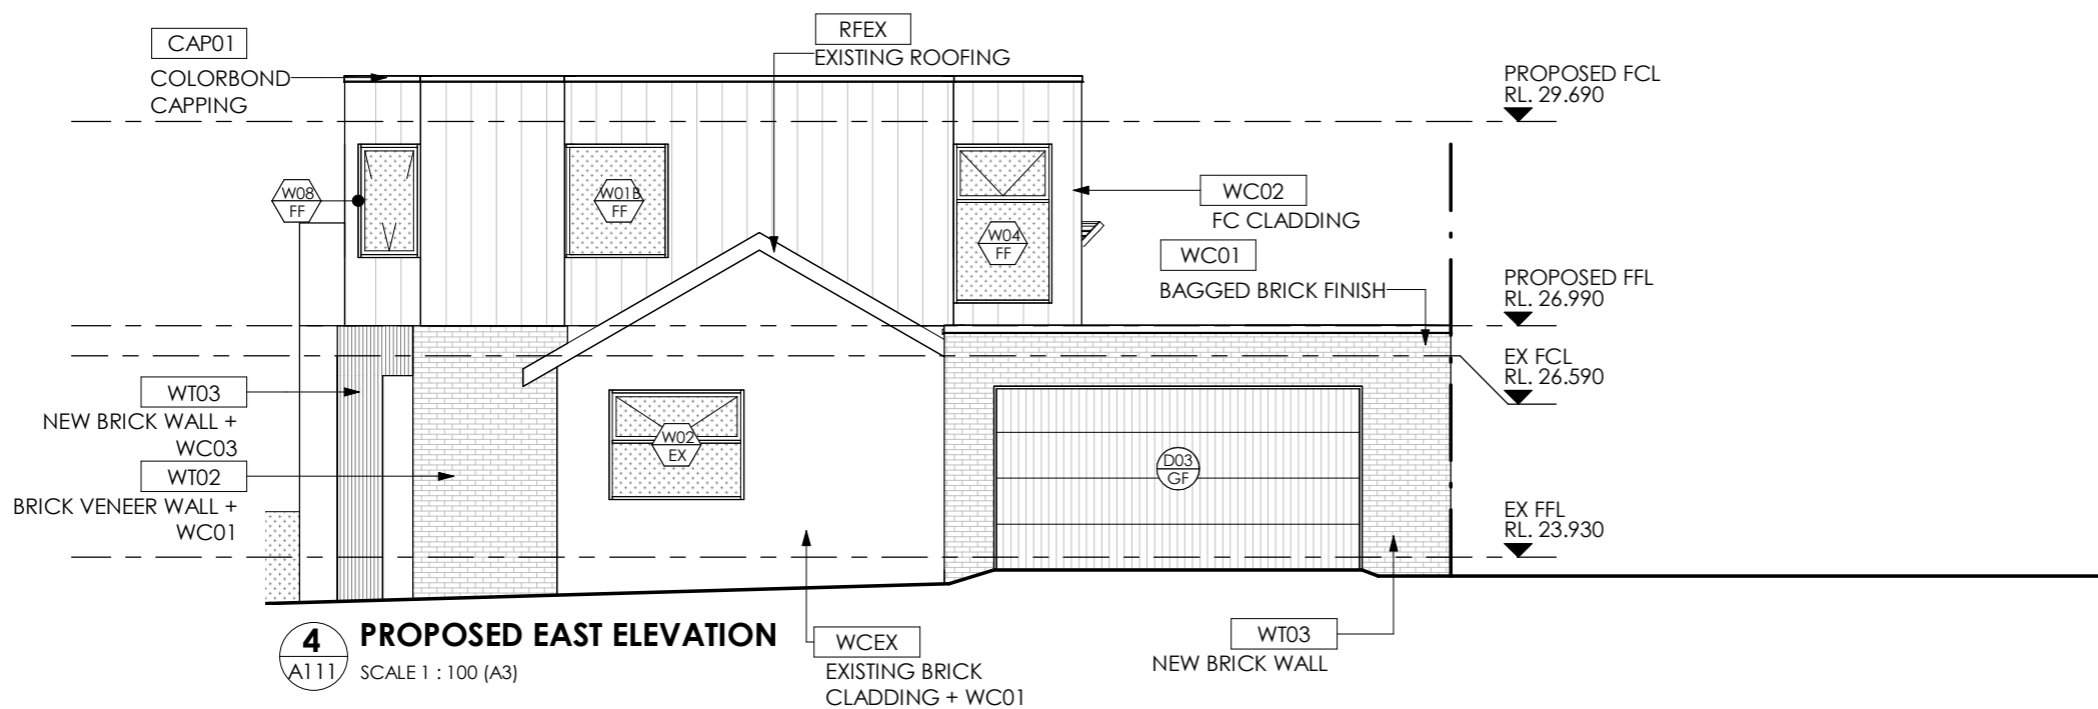 CAP01
COLORBOND
CAPPING
RFEX
EXISTING ROOFING
PROPOSED FCL
RL. 29.690
W08
FF
W01B
FF
W04
FF
WC02
FC CLADDING
WC01
BAGGED BRICK FINISH
PROPOSED FFL
RL. 26.990
EX FCL
RL. 26.590
WT03
NEW BRICK WALL +
WC03
WT02
BRICK VENEER WALL +
WC01
W02
EX
D03
GF
EX FFL
RL. 23.930
4
A111
PROPOSED EAST ELEVATION
SCALE 1 : 100 (A3)
WCEX
EXISTING BRICK
CLADDING + WC01
WT03
NEW BRICK WALL